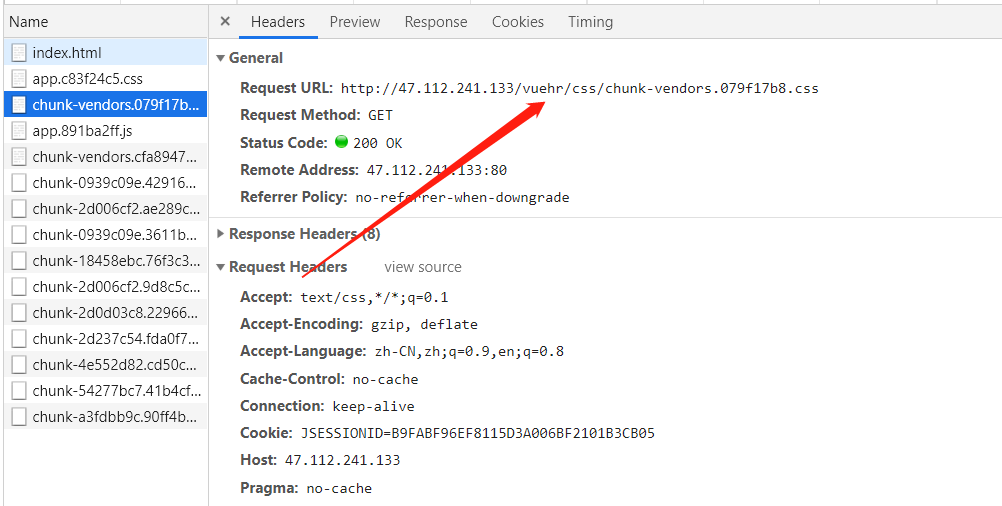 Name
index.html
app.c83f24c5.css
chunk-vendors.079f17b...
app.891ba2ff.js
chunk-vendors.cfa8947...
chunk-0939c09e.42916...
chunk-2d006cf2.ae289c...
chunk-0939c09e.3611b...
chunk-18458ebc.76f3c3...
chunk-2d006cf2.9d8c5c...
chunk-2d0d03c8.22966...
chunk-2d237c54.fda0f7...
chunk-4e552d82.cd50c...
chunk-54277bc7.41b4cf...
chunk-a3fdbb9c.90ff4b...
× Headers Preview Response Cookies Timing
General
Request URL: http://47.112.241.133/vuehr/css/chunk-vendors.079f17b8.css
Request Method: GET
Status Code: 200 OK
Remote Address: 47.112.241.133:80
Referrer Policy: no-referrer-when-downgrade
Response Headers (8)
Request Headers view source
Accept: text/css,*/*;q=0.1
Accept-Encoding: gzip, deflate
Accept-Language: zh-CN,zh;q=0.9,en;q=0.8
Cache-Control: no-cache
Connection: keep-alive
Cookie: JSESSIONID=B9FABF96EF8115D3A006BF2101B3CB05
Host: 47.112.241.133
Pragma: no-cache